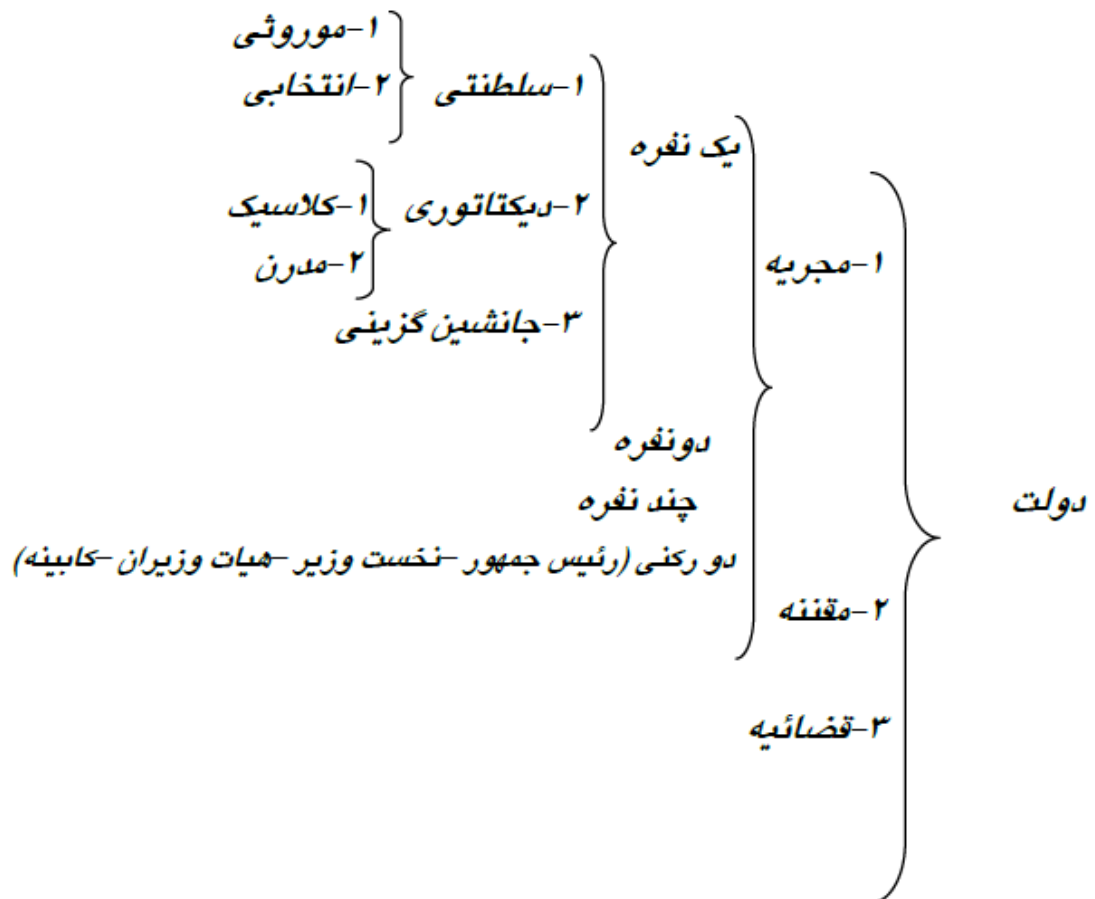 دولت
۱-مجریه
یک نفره
۱-سلطنتی
۱-موروثی
۲-انتخابی
۲-دیکتاتوری
۱-کلاسیک
۲-مدرن
۳-جانشین گزینی
دونفره
چند نفره
دو رکنی (رئیس جمهور -نخست وزیر -هیات وزیران -کابینه)
۲-مقننه
۳-قضائیه